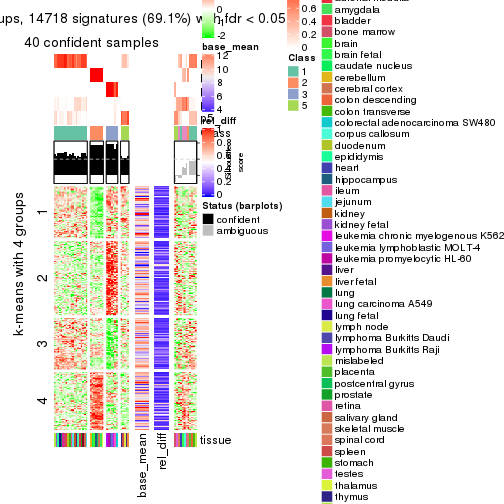 ups, 14718 signatures (69.1%) with fdr < 0.05
40 confident samples
0
-2
base_mean
12
10
8
6
4
2
0
rel_diff
1
0.8
0.6
0.4
0.2
0
Status (barplots)
confident
ambiguous
0.6
0.4
0.2
0
Class
1
2
3
5
score
k-means with 4 groups
1
2
3
4
tissue
base_mean
rel_diff
amygdala
bladder
bone marrow
brain
brain fetal
caudate nucleus
cerebellum
cerebral cortex
colon descending
colon transverse
colorectal adenocarcinoma SW480
corpus callosum
duodenum
epididymis
heart
hippocampus
ileum
jejunum
kidney
kidney fetal
leukemia chronic myelogenous K562
leukemia lymphoblastic MOLT-4
leukemia promyelocytic HL-60
liver
liver fetal
lung
lung carcinoma A549
lung fetal
lymph node
lymphoma Burkitts Daudi
lymphoma Burkitts Raji
mislabeled
placenta
postcentral gyrus
prostate
retina
salivary gland
skeletal muscle
spinal cord
spleen
stomach
testes
thalamus
thymus